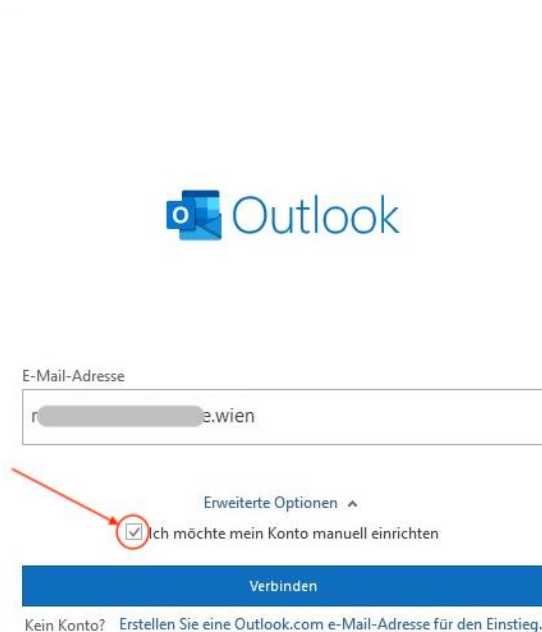 Outlook
E-Mail-Adresse
Erweiterte Optionen
Ich möchte mein Konto manuell einrichten
Verbinden
Kein Konto? Erstellen Sie eine Outlook.com e-Mail-Adresse für den Einstieg.